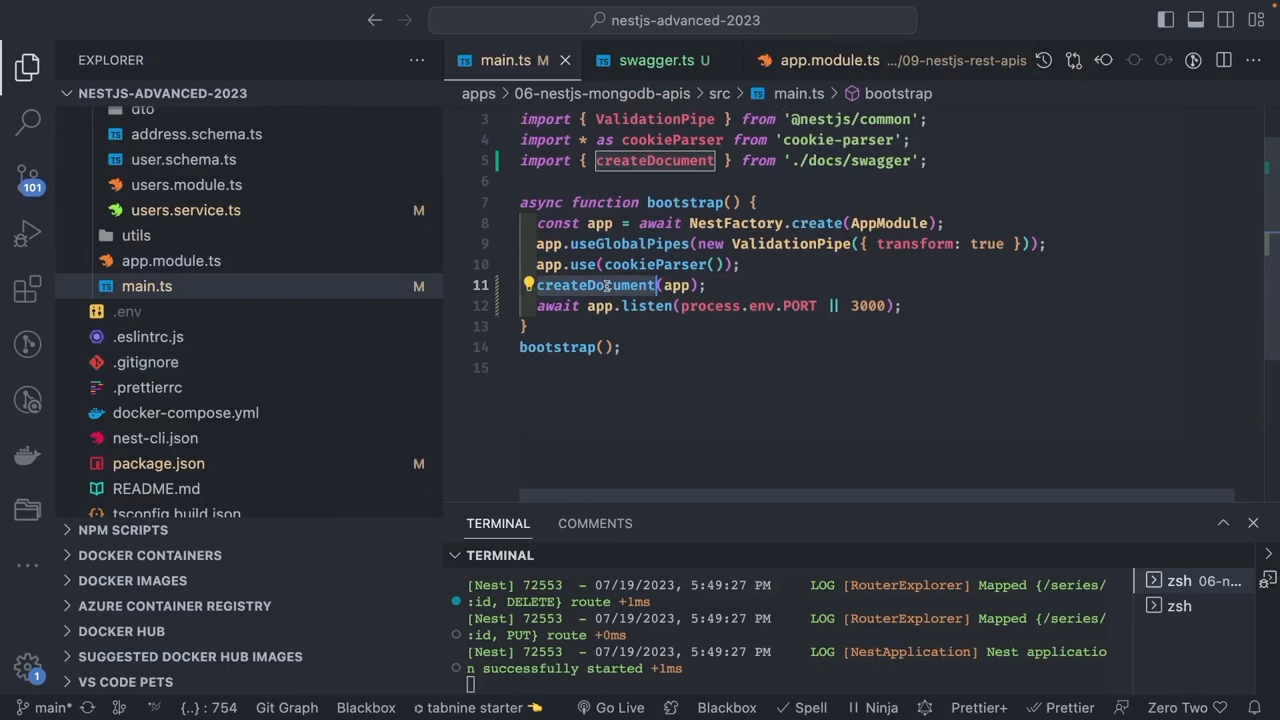 nestjs-advanced-2023
EXPLORER
main.ts M
swagger.ts U
app.module.ts .../09-nestjs-rest-apis
NESTJS-ADVANCED-2023
apps > 06-nestjs-mongodb-apis > src > TS main.ts > bootstrap
dto
address.schema.ts
user.schema.ts
users.module.ts
users.service.ts M
utils
app.module.ts
TS main.ts
.env
.eslintrc.js
.gitignore
.prettierrc
docker-compose.yml
nest-cli.json
package.json M
README.md
tsconfig.build.json
NPM SCRIPTS
DOCKER CONTAINERS
DOCKER IMAGES
AZURE CONTAINER REGISTRY
DOCKER HUB
SUGGESTED DOCKER HUB IMAGES
VS CODE PETS
101
1
3 import { ValidationPipe } from '@nestjs/common';
4 import * as cookieParser from 'cookie-parser';
5 import { createDocument } from './docs/swagger';
6
7 async function bootstrap() {
8 const app = await NestFactory.create(AppModule);
9 app.useGlobalPipes(new ValidationPipe({ transform: true }));
10 app.use(cookieParser());
11 createDocument(app);
12 await app.listen(process.env.PORT || 3000);
13 }
14 bootstrap();
15
TERMINAL COMMENTS
TERMINAL
[Nest] 72553 - 07/19/2023, 5:49:27 PM LOG [RouterExplorer] Mapped {/series/
:id, DELETE} route +1ms
[Nest] 72553 - 07/19/2023, 5:49:27 PM LOG [RouterExplorer] Mapped {/series/
:id, PUT} route +0ms
[Nest] 72553 - 07/19/2023, 5:49:27 PM LOG [NestApplication] Nest applicatio
n successfully started +1ms
zsh 06-n...
zsh
main* {..} : 754 Git Graph Blackbox tabnine starter Go Live Blackbox Spell Ninja Prettier+ Prettier Zero Two